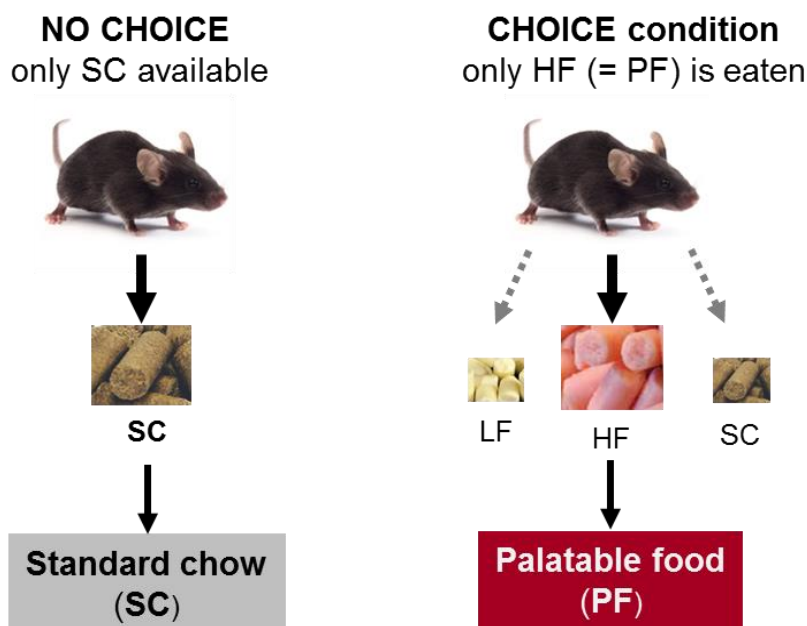 NO CHOICE
only SC available
SC
Standard chow
(SC)
CHOICE condition
only HF (= PF) is eaten
LF
HF
SC
Palatable food
(PF)